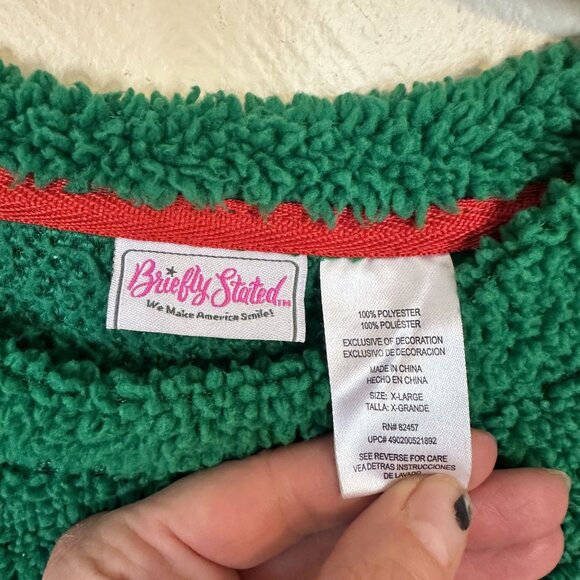 Briefly Stated TM
We Make America Smile!
100% POLYESTER
100% POLIÉSTER
EXCLUSIVE OF DECORATION
EXCLUSIVO DE DECORACION
MADE IN CHINA
HECHO EN CHINA
SIZE: X-LARGE
TALLA: X-GRANDE
RN# 82457
UPC# 490200521892
SEE REVERSE FOR CARE
VEA DETRAS INSTRUCCIONES
DE LAVADO